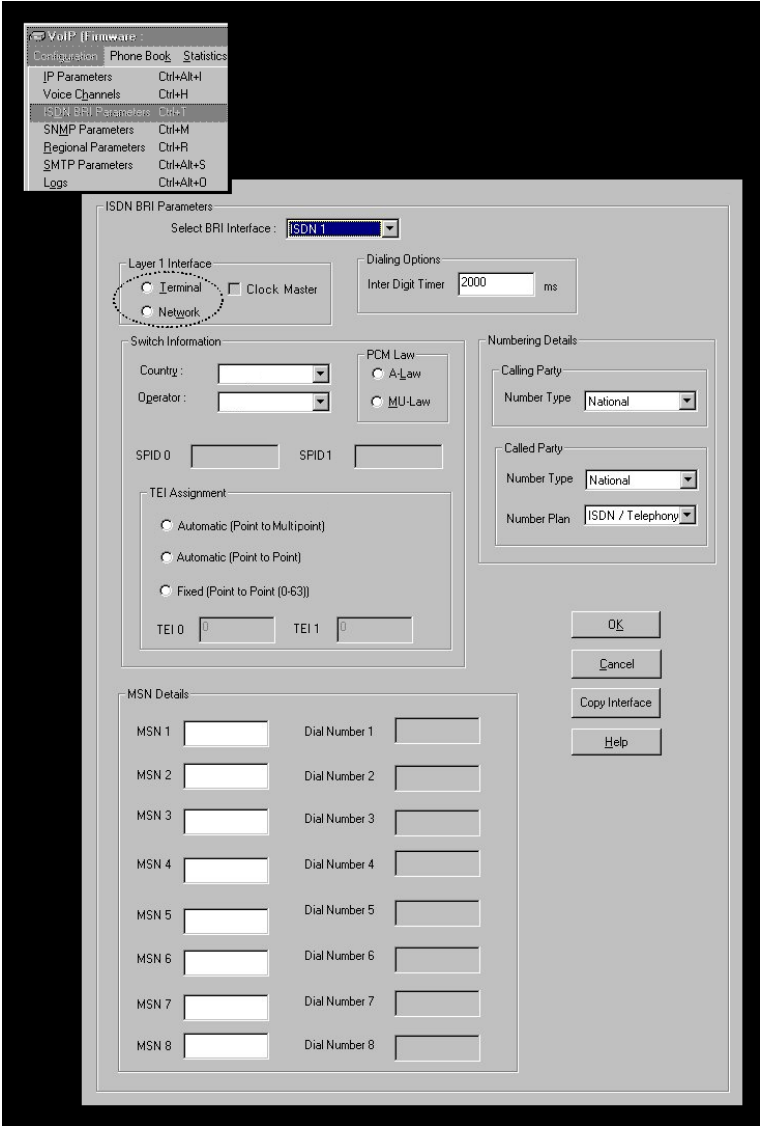 VoIP (Firmware :
Configuration Phone Book Statistics
IP Parameters Ctrl+Alt+I
Voice Channels Ctrl+H
ISDN BRI Parameters Ctrl+T
SNMP Parameters Ctrl+M
Regional Parameters Ctrl+R
SMTP Parameters Ctrl+Alt+S
Logs Ctrl+Alt+O
ISDN BRI Parameters
Select BRI Interface : ISDN 1
Layer 1 Interface
Terminal Clock Master
Network
Dialing Options
Inter Digit Timer 2000 ms
Switch Information
Country :
Operator :
PCM Law
A-Law
MU-Law
SPID 0 SPID 1
TEI Assignment
Automatic (Point to Multipoint)
Automatic (Point to Point)
Fixed (Point to Point (0-63))
TEI 0 0 TEI 1 0
Numbering Details
Calling Party
Number Type National
Called Party
Number Type National
Number Plan ISDN / Telephony
OK
Cancel
Copy Interface
Help
MSN Details
MSN 1 Dial Number 1
MSN 2 Dial Number 2
MSN 3 Dial Number 3
MSN 4 Dial Number 4
MSN 5 Dial Number 5
MSN 6 Dial Number 6
MSN 7 Dial Number 7
MSN 8 Dial Number 8